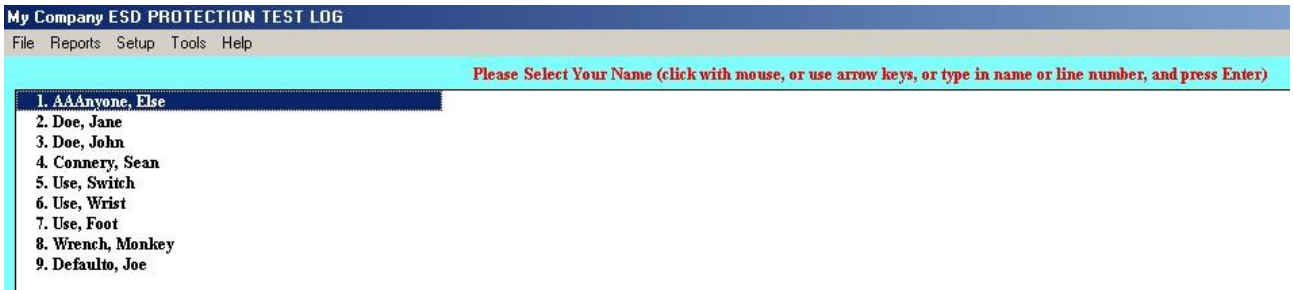 My Company ESD PROTECTION TEST LOG
File Reports Setup Tools Help
Please Select Your Name (click with mouse, or use arrow keys, or type in name or line number, and press Enter)
1. AAAnyone, Else
2. Doe, Jane
3. Doe, John
4. Connery, Sean
5. Use, Switch
6. Use, Wrist
7. Use, Foot
8. Wrench, Monkey
9. Defaulto, Joe